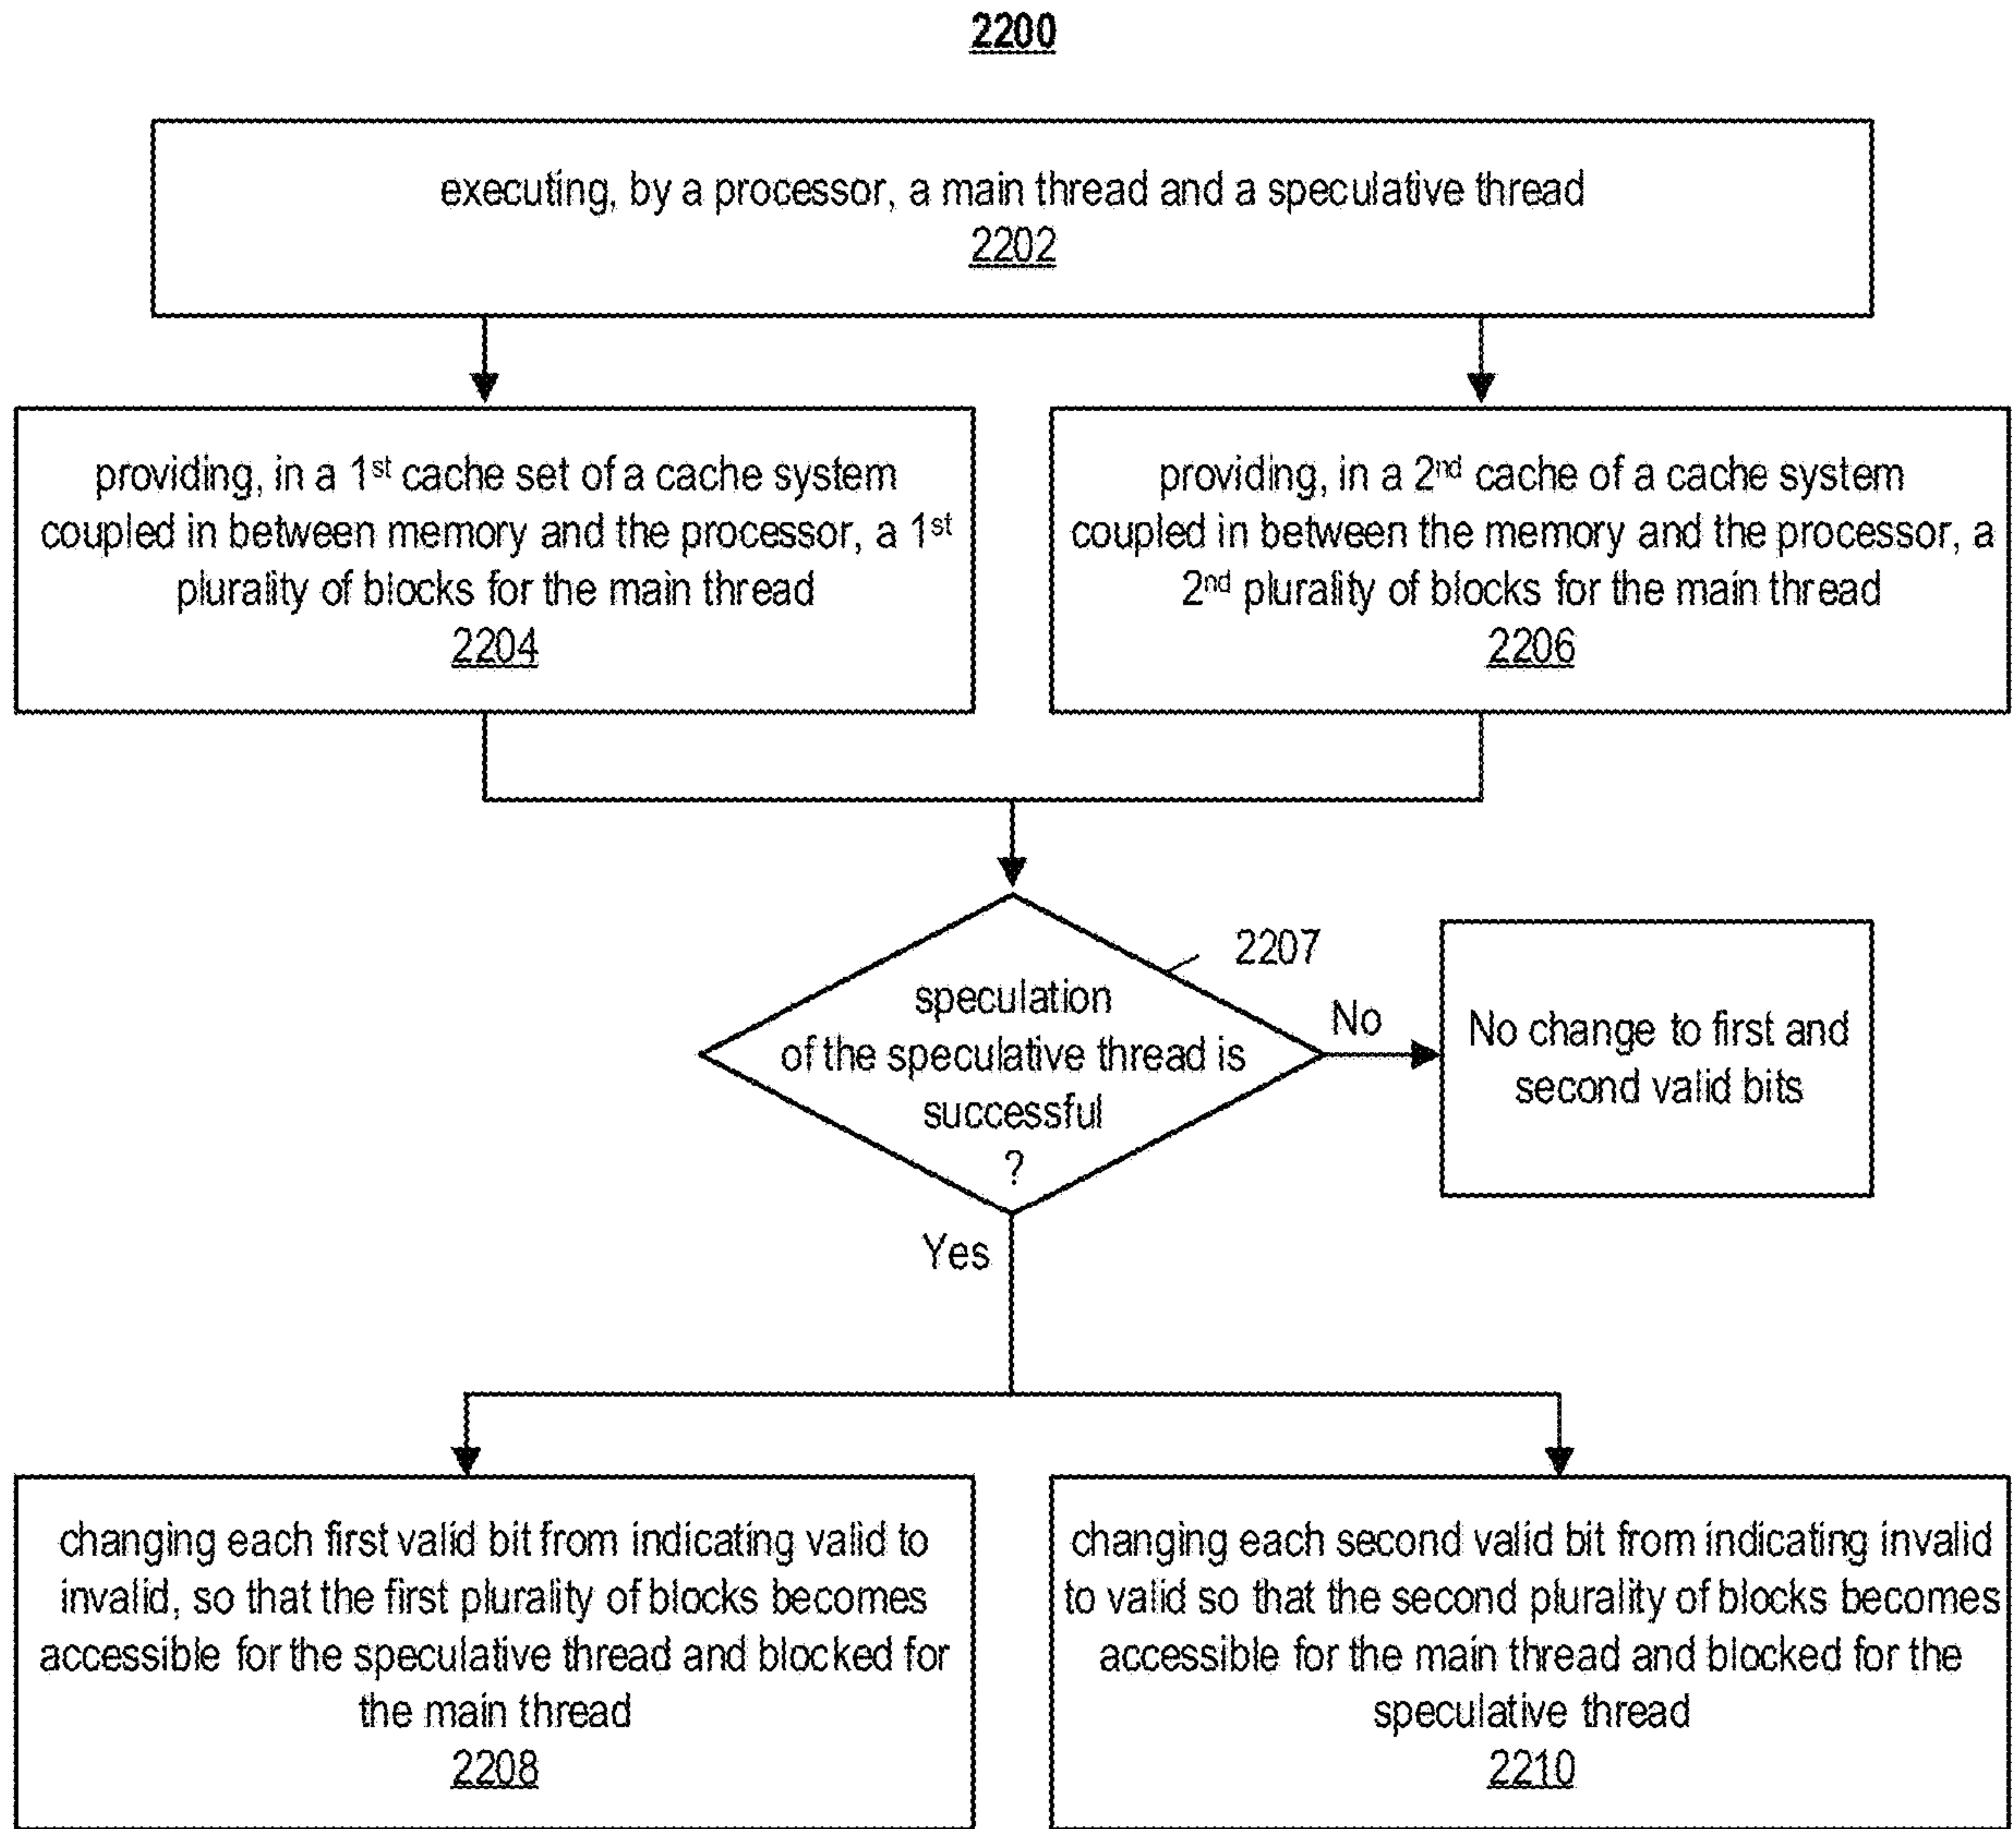 2200
executing, by a processor, a main thread and a speculative thread
2202
providing, in a 1st cache set of a cache system
coupled in between memory and the processor, a 1st
plurality of blocks for the main thread
2204
providing, in a 2nd cache of a cache system
coupled in between the memory and the processor, a
2nd plurality of blocks for the main thread
2206
2207
speculation
of the speculative thread is
successful
?
No
No change to first and
second valid bits
Yes
changing each first valid bit from indicating valid to
invalid, so that the first plurality of blocks becomes
accessible for the speculative thread and blocked for
the main thread
2208
changing each second valid bit from indicating invalid
to valid so that the second plurality of blocks becomes
accessible for the main thread and blocked for the
speculative thread
2210